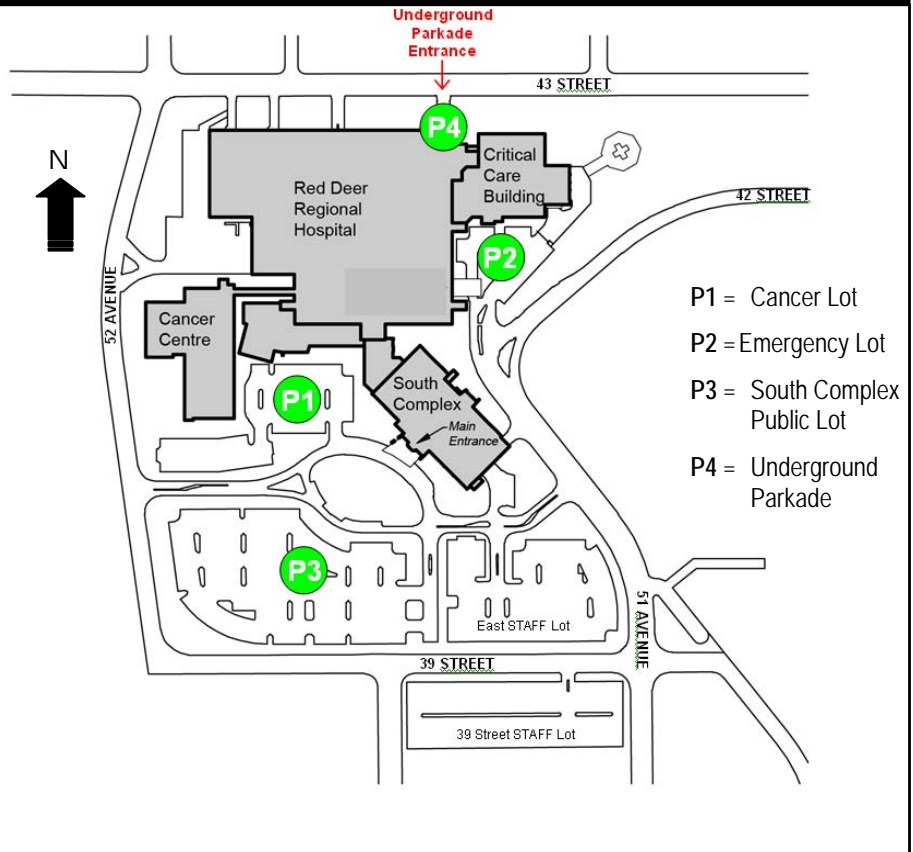 Underground
Parkade
Entrance
43 STREET
P4
N
Critical
Care
Building
Red Deer
Regional
Hospital
42 STREET
P2
52 AVENUE
P1 = Cancer Lot
Cancer
Centre
P2 = Emergency Lot
South
Complex
P1
P3 = South Complex
Public Lot
Main
Entrance
P4 = Underground
Parkade
P3
51 AVENUE
East STAFF Lot
39 STREET
39 Street STAFF Lot